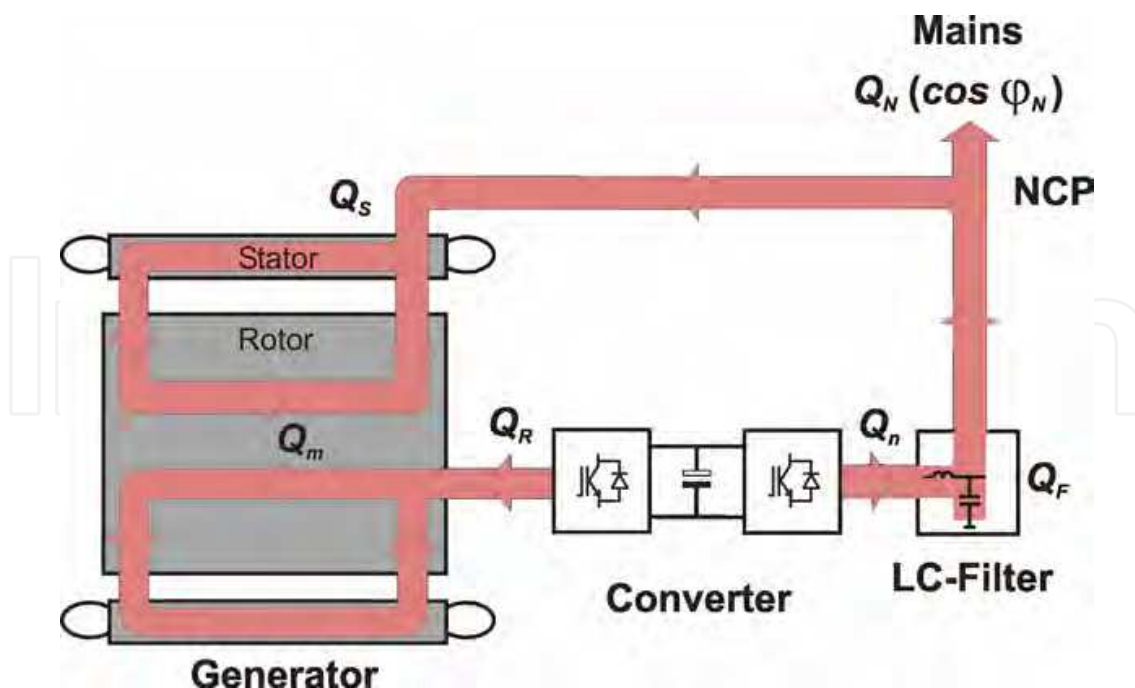 Mains
Q_N (cos φ_N)
NCP
Q_S
Stator
Rotor
Q_m
Q_R
Q_n
Q_F
LC-Filter
Converter
Generator